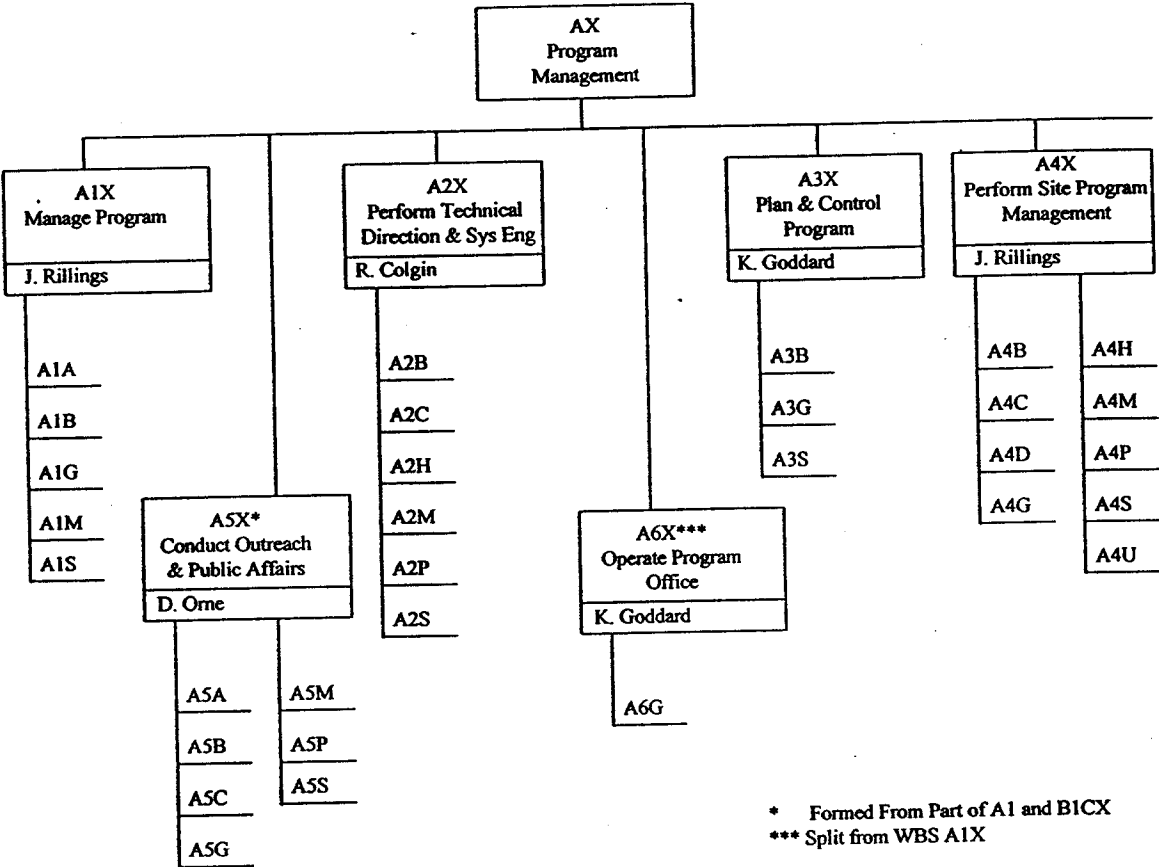 AX
Program
Management
A1X
Manage Program
J. Rillings
A1A
A1B
A1G
A1M
A1S
A5X*
Conduct Outreach
& Public Affairs
D. Orne
A5A
A5B
A5C
A5G
A5M
A5P
A5S
A2X
Perform Technical
Direction & Sys Eng
R. Colgin
A2B
A2C
A2H
A2M
A2P
A2S
A6X***
Operate Program
Office
K. Goddard
A6G
A3X
Plan & Control
Program
K. Goddard
A3B
A3G
A3S
A4X
Perform Site Program
Management
J. Rillings
A4B
A4C
A4D
A4G
A4H
A4M
A4P
A4S
A4U
* Formed From Part of A1 and B1CX
*** Split from WBS A1X